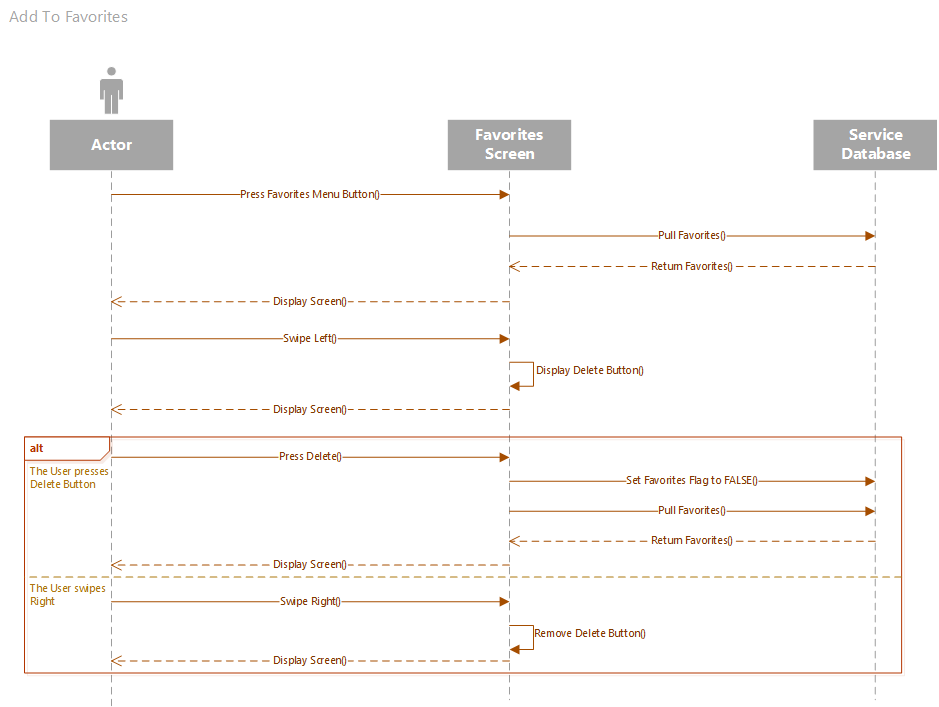 Add To Favorites
Actor
Favorites
Screen
Service
Database
Press Favorites Menu Button()
Pull Favorites()
Return Favorites()
Display Screen()
Swipe Left()
Display Delete Button()
Display Screen()
alt
Press Delete()
The User presses
Delete Button
Set Favorites Flag to FALSE()
Pull Favorites()
Return Favorites()
Display Screen()
The User swipes
Right
Swipe Right()
Remove Delete Button()
Display Screen()